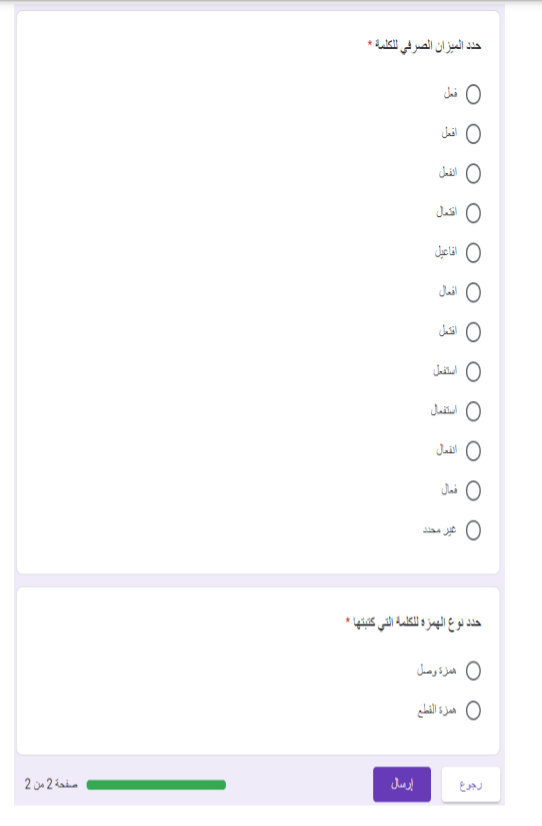 حدد الميزان الصرفي للكلمة *
فعل
افعل
انفعل
افتعال
افاعيل
افعال
افتعل
استفعل
استفعال
انفعال
فعال
غير محدد
حدد نوع الهمزة للكلمة التي كتبتها *
همزة وصل
همزة القطع
رجوع
إرسال
صفحة 2 من 2